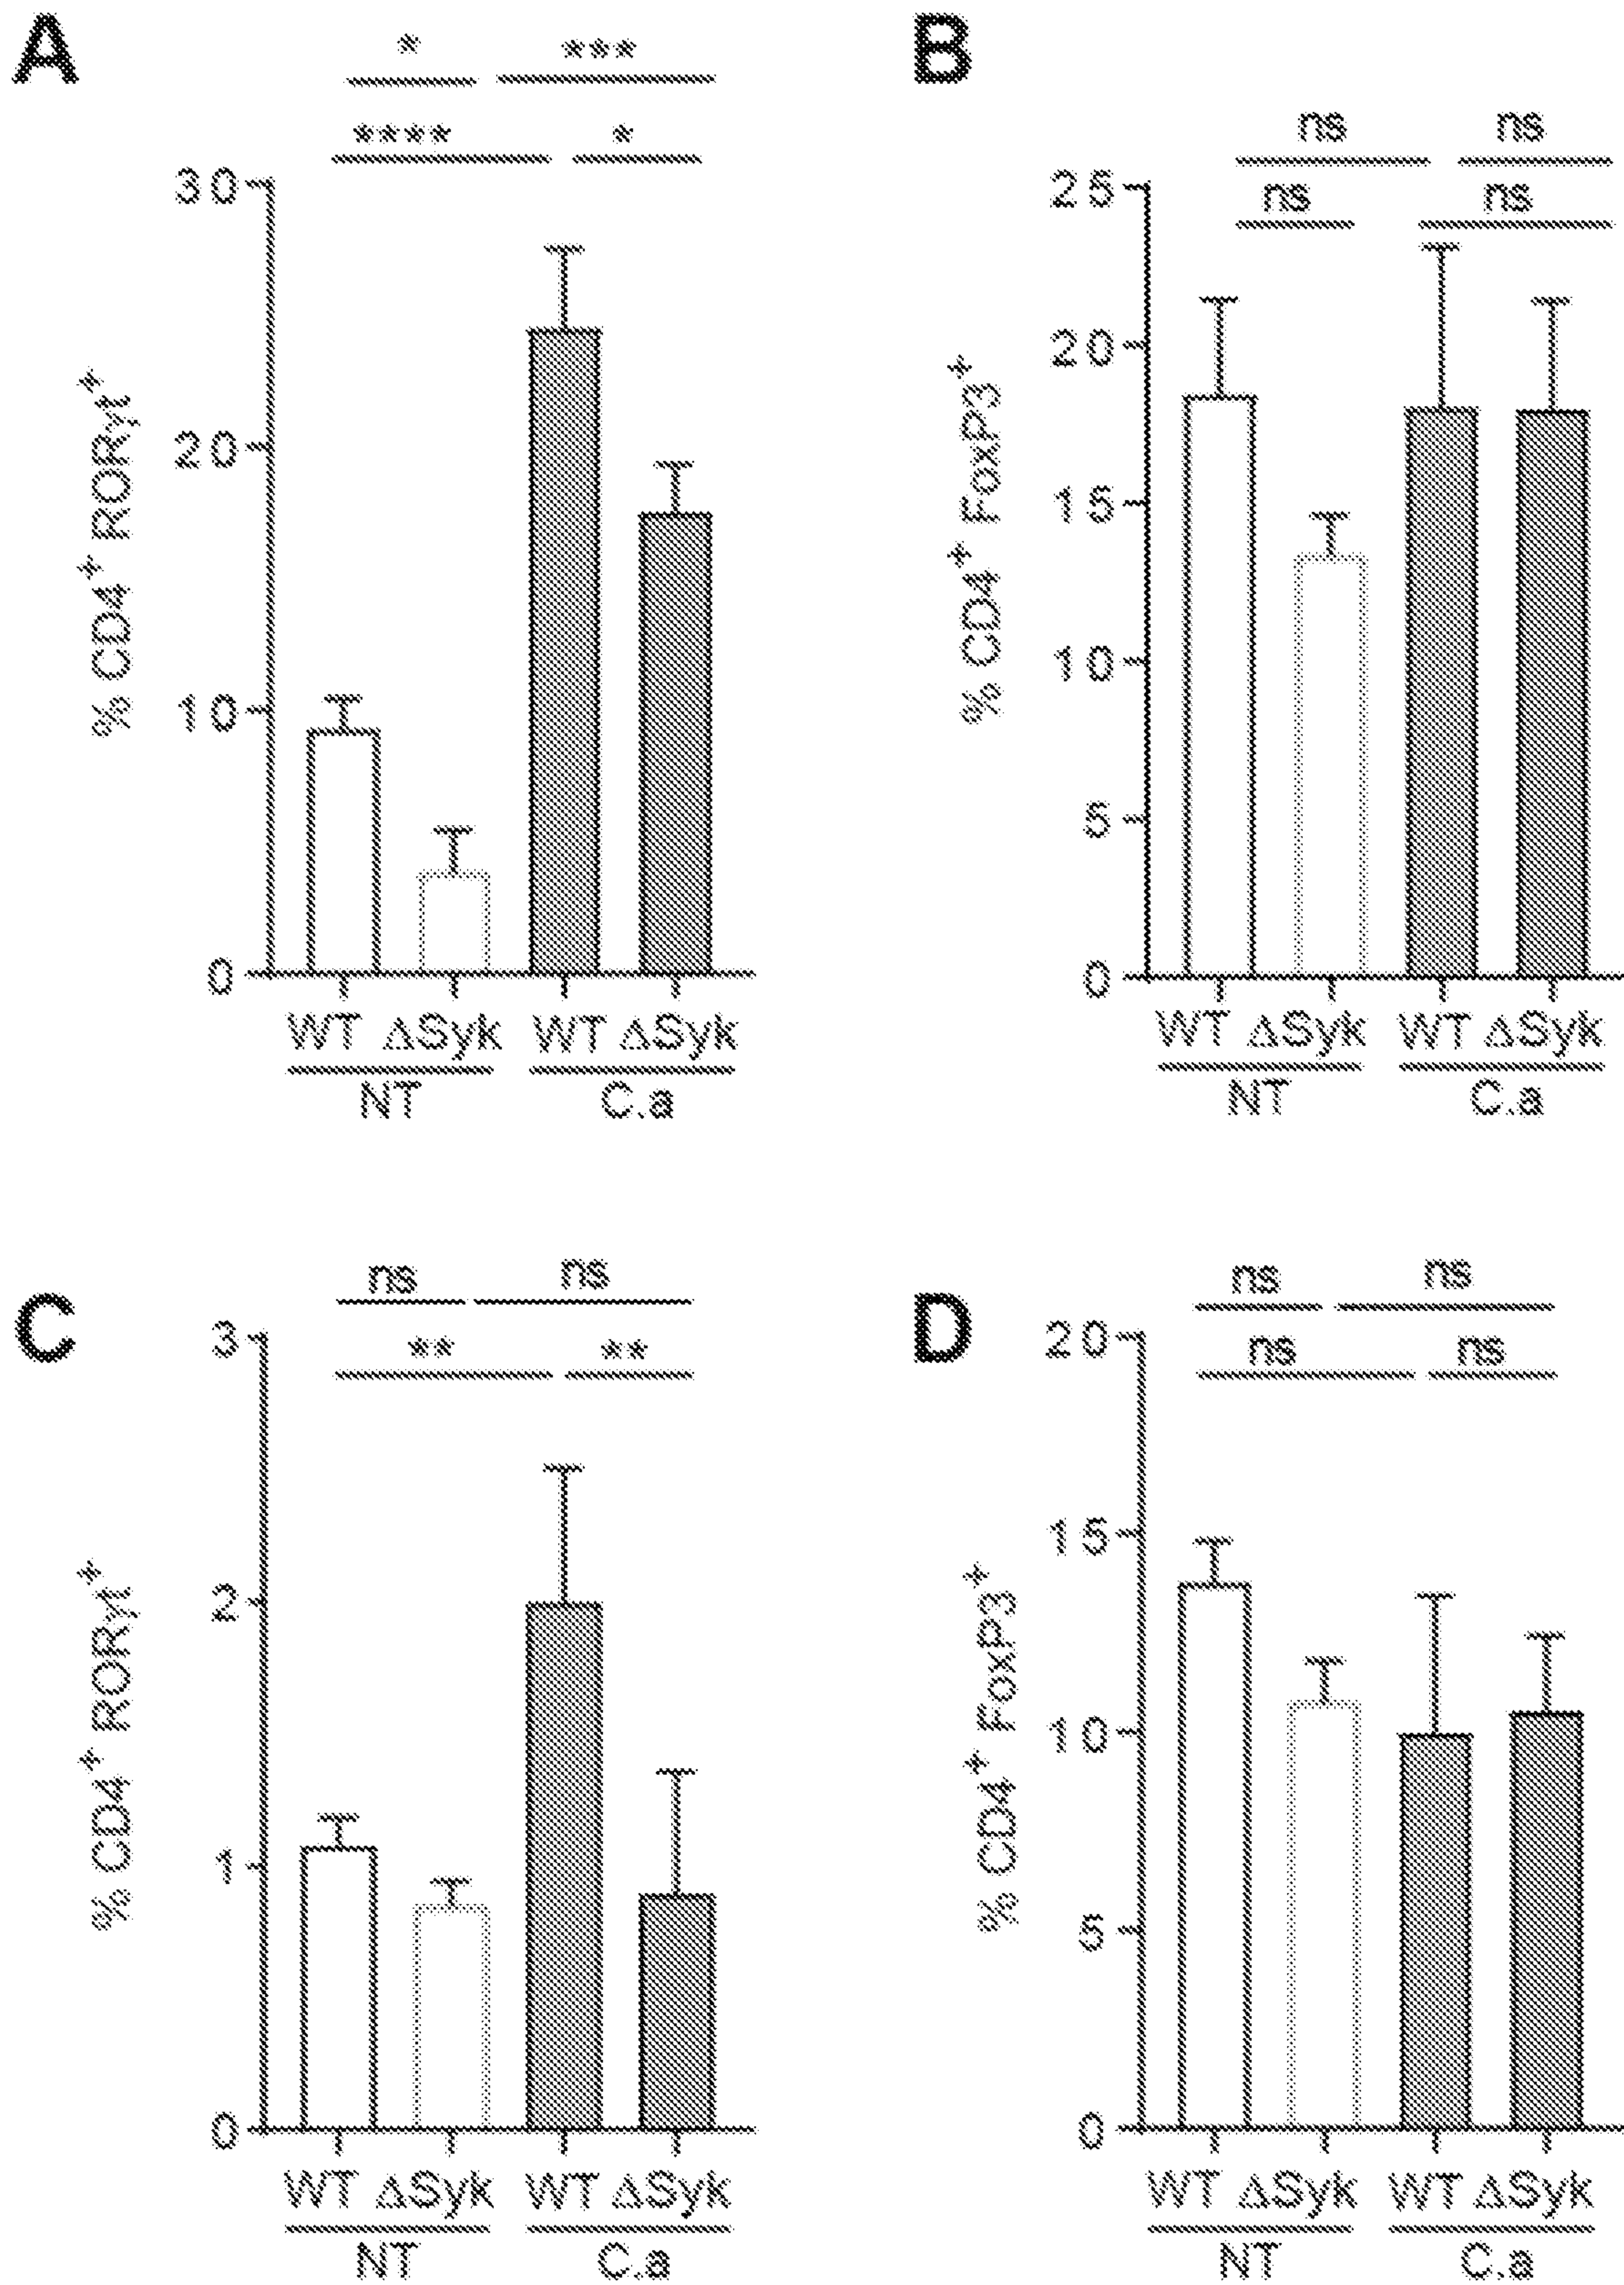 A
* ***
**** *
30
20
10
0
% CD4+ RORγt+
WT ΔSyk WT ΔSyk
NT C.a
B
ns ns
ns ns
25
20
15
10
5
0
% CD4+ FoxP3+
WT ΔSyk WT ΔSyk
NT C.a
C
ns ns
** **
3
2
1
0
% CD4+ RORγt+
WT ΔSyk WT ΔSyk
NT C.a
D
ns ns
ns ns
20
15
10
5
0
% CD4+ FoxP3+
WT ΔSyk WT ΔSyk
NT C.a